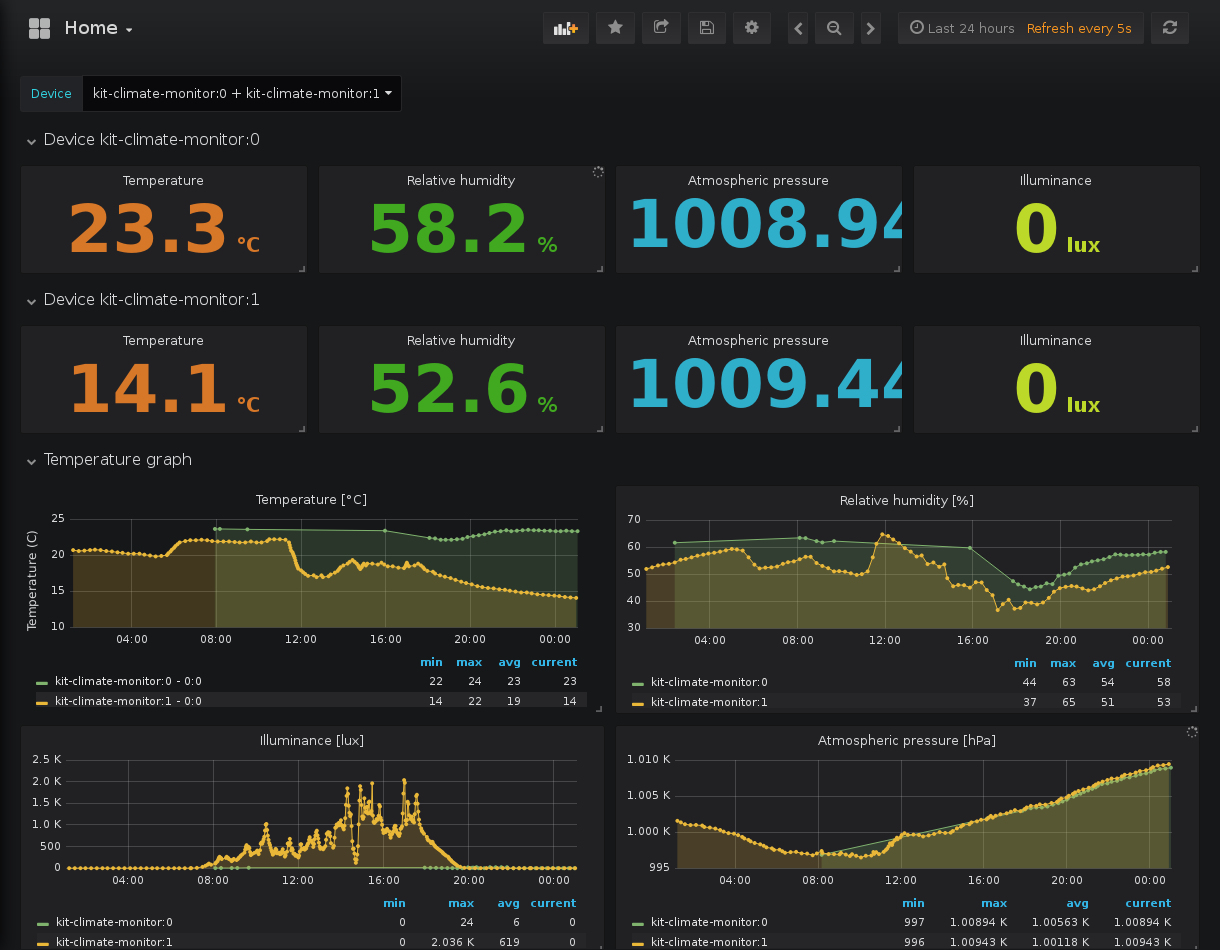 Home
Last 24 hours Refresh every 5s
Device kit-climate-monitor:0 + kit-climate-monitor:1
Device kit-climate-monitor:0
Temperature Relative humidity Atmospheric pressure Illuminance
23.3 °C 58.2 % 1008.94 0 lux
Device kit-climate-monitor:1
Temperature Relative humidity Atmospheric pressure Illuminance
14.1 °C 52.6 % 1009.44 0 lux
Temperature graph
Temperature [°C]
Temperature (C)
25
20
15
10
04:00 08:00 12:00 16:00 20:00 00:00
min max avg current
kit-climate-monitor:0 - 0:0 22 24 23 23
kit-climate-monitor:1 - 0:0 14 22 19 14
Relative humidity [%]
70
60
50
40
30
04:00 08:00 12:00 16:00 20:00 00:00
min max avg current
kit-climate-monitor:0 44 63 54 58
kit-climate-monitor:1 37 65 51 53
Illuminance [lux]
2.5 K
2.0 K
1.5 K
1.0 K
500
0
04:00 08:00 12:00 16:00 20:00 00:00
min max avg current
kit-climate-monitor:0 0 24 6 0
kit-climate-monitor:1 0 2.036 K 619 0
Atmospheric pressure [hPa]
1.010 K
1.005 K
1.000 K
995
04:00 08:00 12:00 16:00 20:00 00:00
min max avg current
kit-climate-monitor:0 997 1.00894 K 1.00563 K 1.00894 K
kit-climate-monitor:1 996 1.00943 K 1.00118 K 1.00943 K